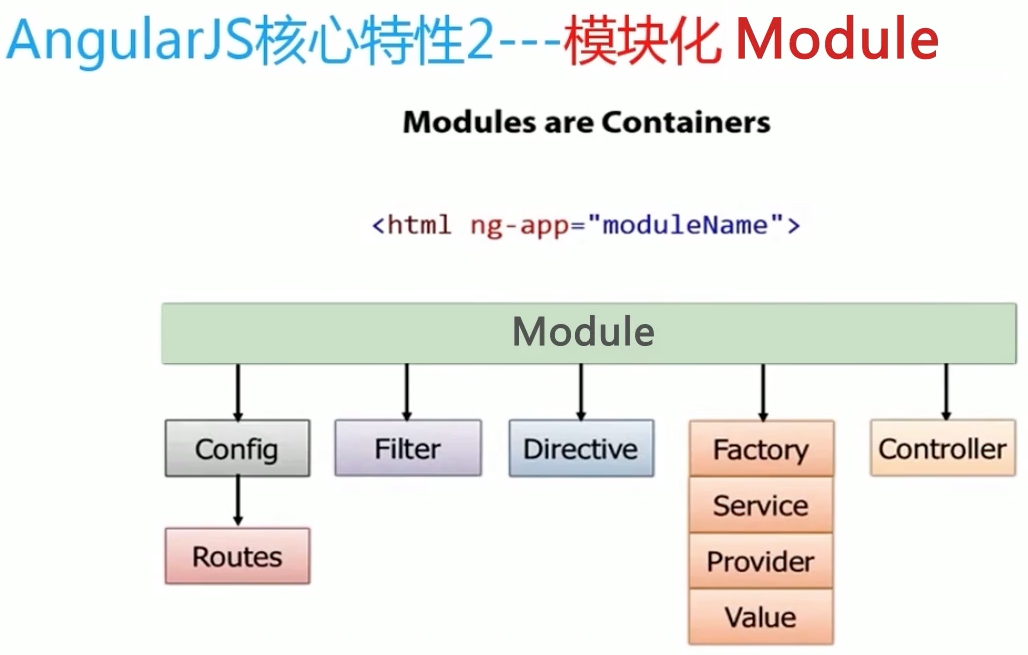 AngularJS核心特性2---模块化 Module
Modules are Containers
<html ng-app="moduleName">
Module
Config
Filter
Directive
Factory
Controller
Service
Routes
Provider
Value